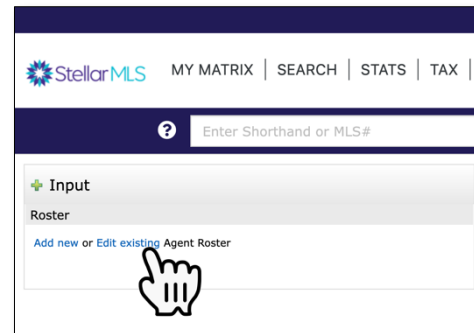 StellarMLS MY MATRIX | SEARCH | STATS | TAX |
? Enter Shorthand or MLS#
Input
Roster
Add new or Edit existing Agent Roster